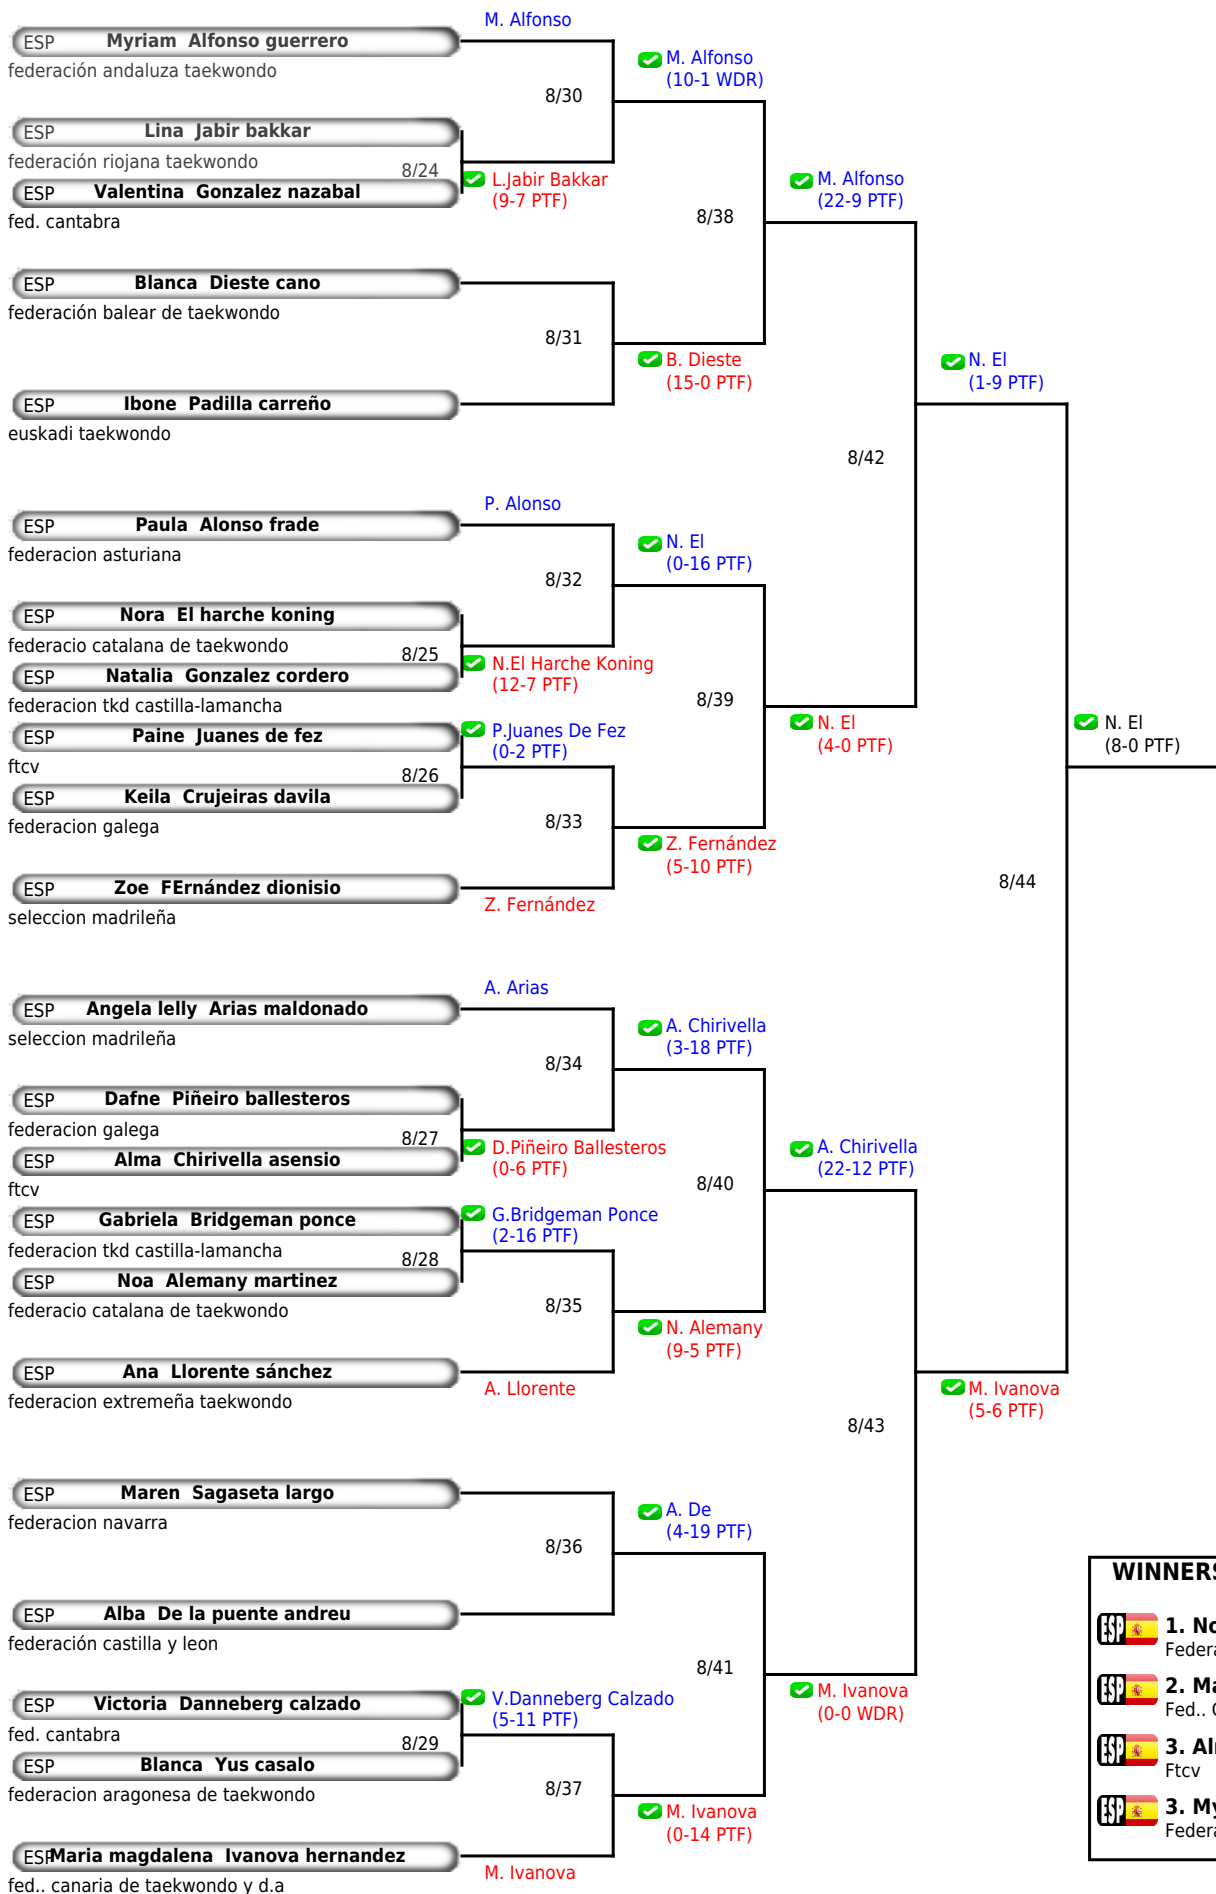 M. Alfonso
ESP Myriam Alfonso guerrero
federación andaluza taekwondo
M. Alfonso
(10-1 WDR)
8/30
ESP Lina Jabir bakkar
federación riojana taekwondo
8/24
L.Jabir Bakkar
(9-7 PTF)
ESP Valentina Gonzalez nazabal
fed. cantabra
M. Alfonso
(22-9 PTF)
8/38
ESP Blanca Dieste cano
federación balear de taekwondo
8/31
B. Dieste
(15-0 PTF)
N. El
(1-9 PTF)
ESP Ibone Padilla carreño
euskadi taekwondo
8/42
P. Alonso
ESP Paula Alonso frade
federacion asturiana
N. El
(0-16 PTF)
8/32
ESP Nora El harche koning
federacio catalana de taekwondo
8/25
N.El Harche Koning
(12-7 PTF)
ESP Natalia Gonzalez cordero
federacion tkd castilla-lamancha
8/39
P.Juanes De Fez
(0-2 PTF)
ESP Paine Juanes de fez
ftcv
8/26
N. El
(4-0 PTF)
N. El
(8-0 PTF)
ESP Keila Crujeiras davila
federacion galega
8/33
Z. Fernández
(5-10 PTF)
ESP Zoe FErnández dionisio
seleccion madrileña
Z. Fernández
8/44
A. Arias
ESP Angela lelly Arias maldonado
seleccion madrileña
A. Chirivella
(3-18 PTF)
8/34
ESP Dafne Piñeiro ballesteros
federacion galega
8/27
D.Piñeiro Ballesteros
(0-6 PTF)
A. Chirivella
(22-12 PTF)
ESP Alma Chirivella asensio
ftcv
8/40
G.Bridgeman Ponce
(2-16 PTF)
ESP Gabriela Bridgeman ponce
federacion tkd castilla-lamancha
8/28
ESP Noa Alemany martinez
federacio catalana de taekwondo
8/35
N. Alemany
(9-5 PTF)
ESP Ana Llorente sánchez
federacion extremeña taekwondo
A. Llorente
M. Ivanova
(5-6 PTF)
8/43
ESP Maren Sagaseta largo
federacion navarra
A. De
(4-19 PTF)
8/36
ESP Alba De la puente andreu
federación castilla y leon
8/41
M. Ivanova
(0-0 WDR)
V.Danneberg Calzado
(5-11 PTF)
ESP Victoria Danneberg calzado
fed. cantabra
8/29
ESP Blanca Yus casalo
federacion aragonesa de taekwondo
8/37
M. Ivanova
(0-14 PTF)
ESP Maria magdalena Ivanova hernandez
fed.. canaria de taekwondo y d.a
M. Ivanova
WINNERS
ESP 1.
ESP 2.
Fed..
ESP 3.
Ftcv
ESP 3.